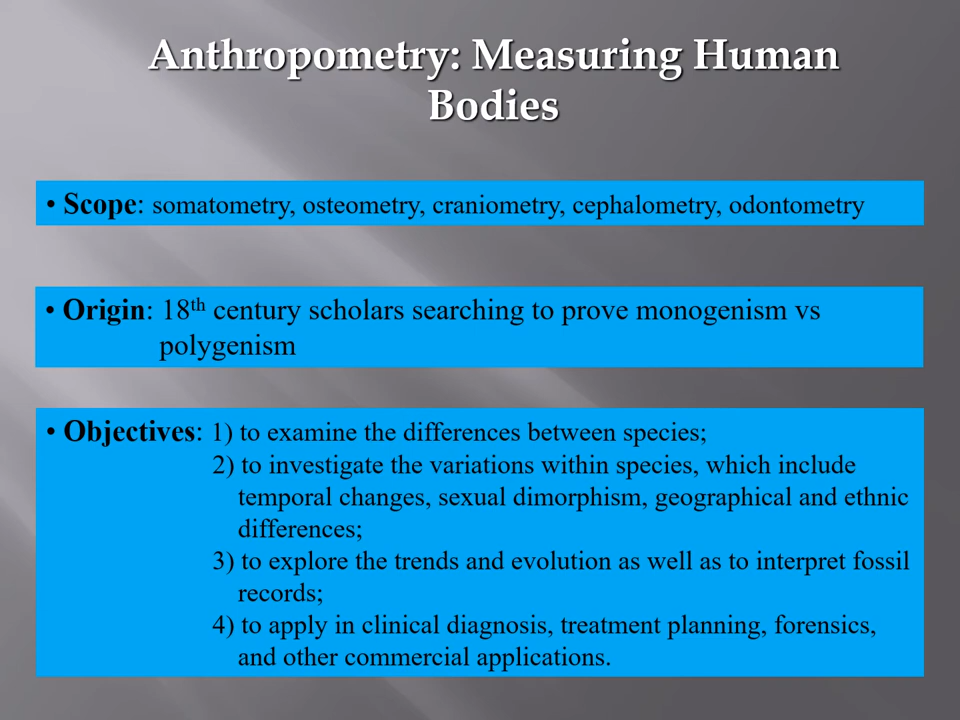 Anthropometry: Measuring Human
Bodies
• Scope: somatometry, osteometry, craniometry, cephalometry, odontometry
• Origin: 18th century scholars searching to prove monogenism vs
polygenism
• Objectives: 1) to examine the differences between species;
2) to investigate the variations within species, which include
temporal changes, sexual dimorphism, geographical and ethnic
differences;
3) to explore the trends and evolution as well as to interpret fossil
records;
4) to apply in clinical diagnosis, treatment planning, forensics,
and other commercial applications.